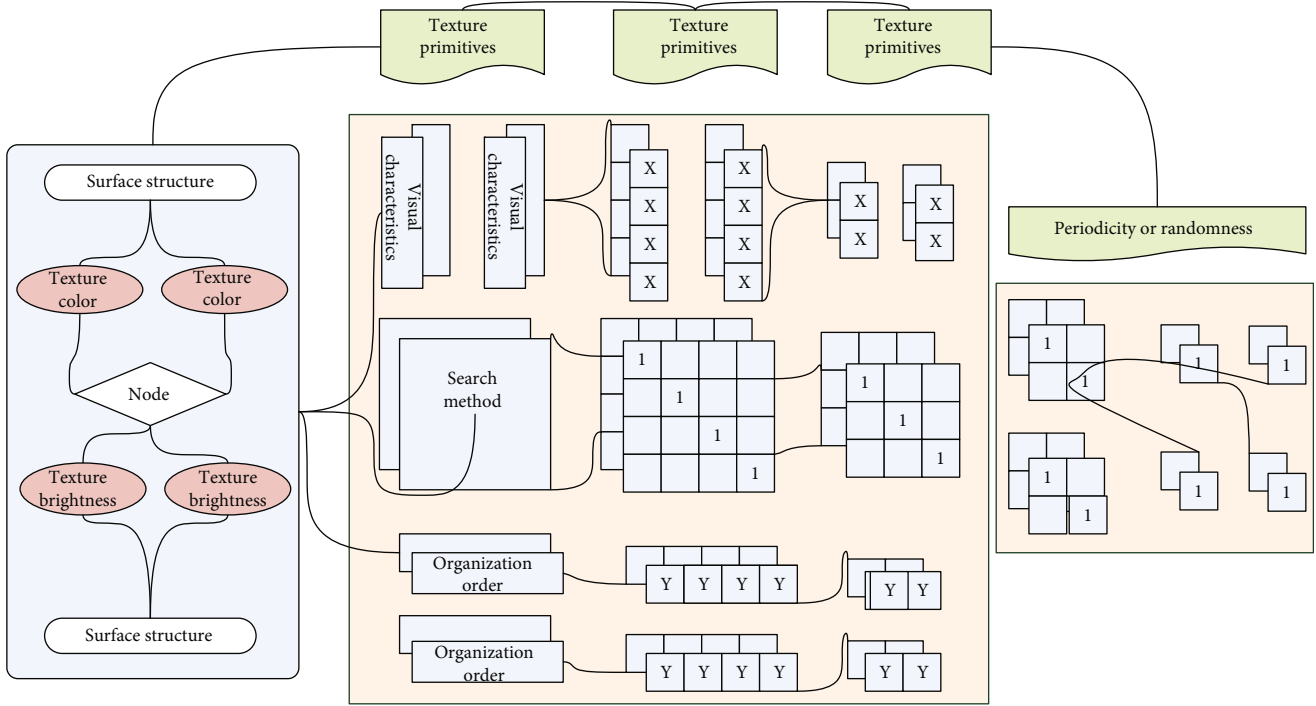 Texture
primitives
Texture
primitives
Texture
primitives
Surface structure
Texture
color
Texture
color
Node
Texture
brightness
Texture
brightness
Surface structure
Visual
characteristics
Visual
characteristics
X
X
X
X
X
X
X
X
X
X
X
X
Search
method
1
1
1
1
1
1
1
Organization
order
Y Y Y Y
Y Y
Organization
order
Y Y Y Y
Y Y
Periodicity or randomness
1
1
1
1
1
1
1
1